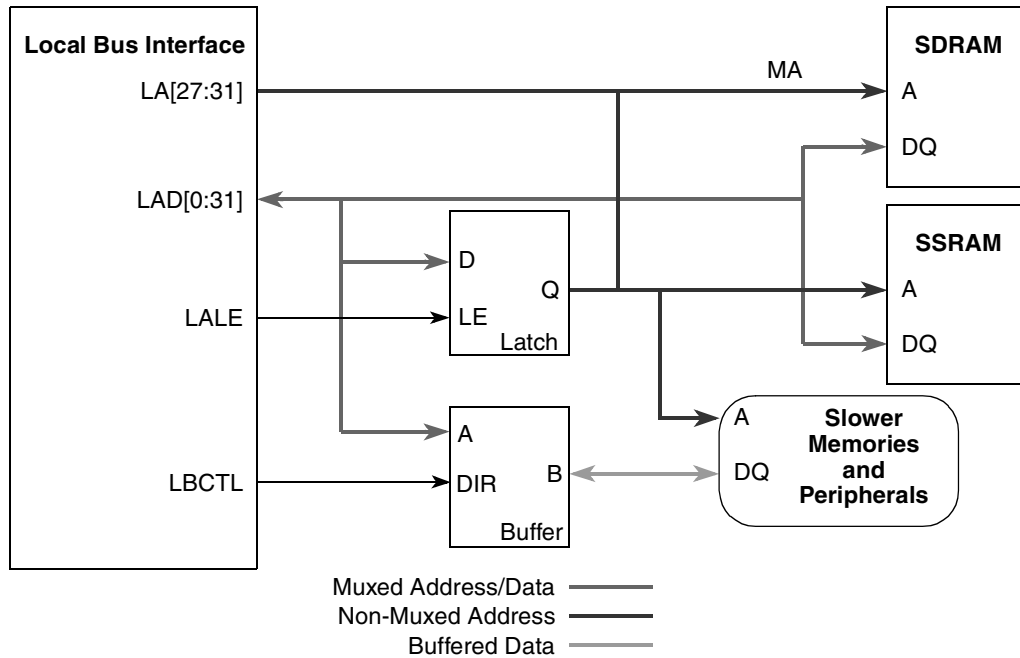 Local Bus Interface
LA[27:31]
LAD[0:31]
LALE
LBCTL
MA
SDRAM
A
DQ
SSRAM
A
DQ
D
Q
LE
Latch
A
B
DIR
Buffer
A
DQ
Slower
Memories
and
Peripherals
Muxed Address/Data
Non-Muxed Address
Buffered Data